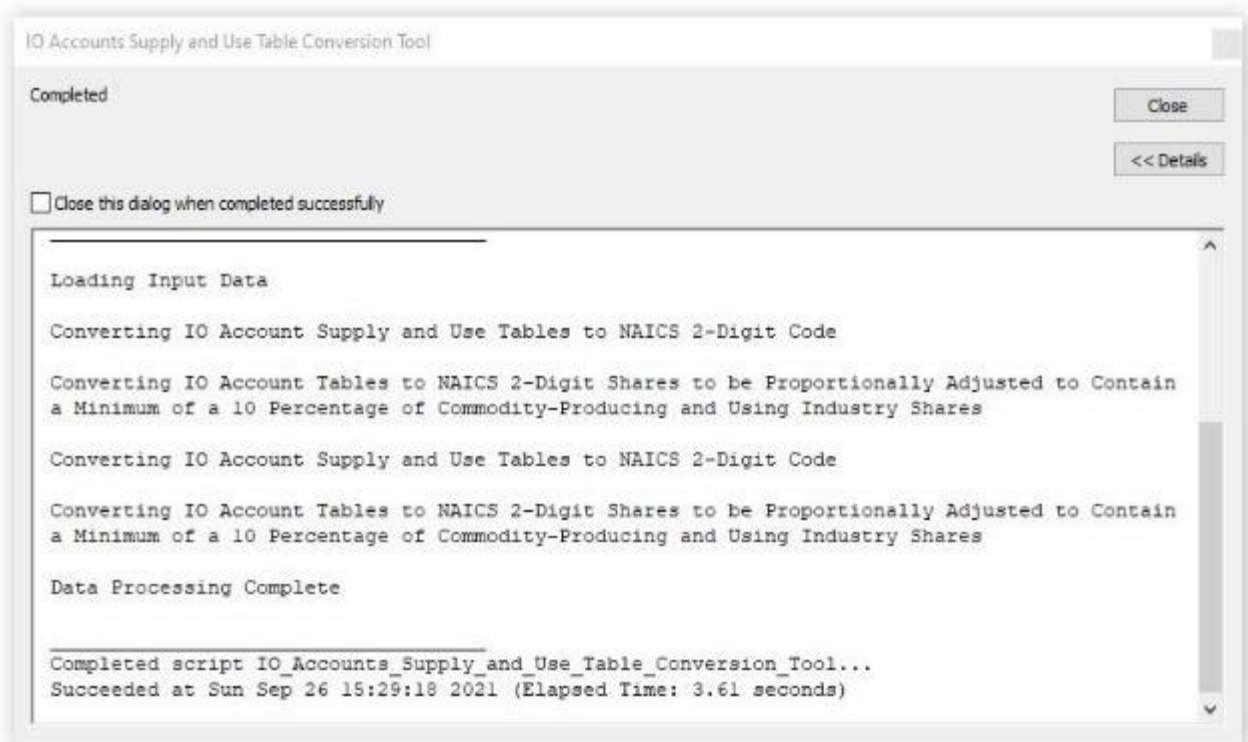 IO Accounts Supply and Use Table Conversion Tool
Completed
Close
<< Details
Close this dialog when completed successfully
Loading Input Data
Converting IO Account Supply and Use Tables to NAICS 2-Digit Code
Converting IO Account Tables to NAICS 2-Digit Shares to be Proportionally Adjusted to Contain
a Minimum of a 10 Percentage of Commodity-Producing and Using Industry Shares
Converting IO Account Supply and Use Tables to NAICS 2-Digit Code
Converting IO Account Tables to NAICS 2-Digit Shares to be Proportionally Adjusted to Contain
a Minimum of a 10 Percentage of Commodity-Producing and Using Industry Shares
Data Processing Complete
Completed script IO_Accounts_Supply_and_Use_Table_Conversion_Tool...
Succeeded at Sun Sep 26 15:29:18 2021 (Elapsed Time: 3.61 seconds)